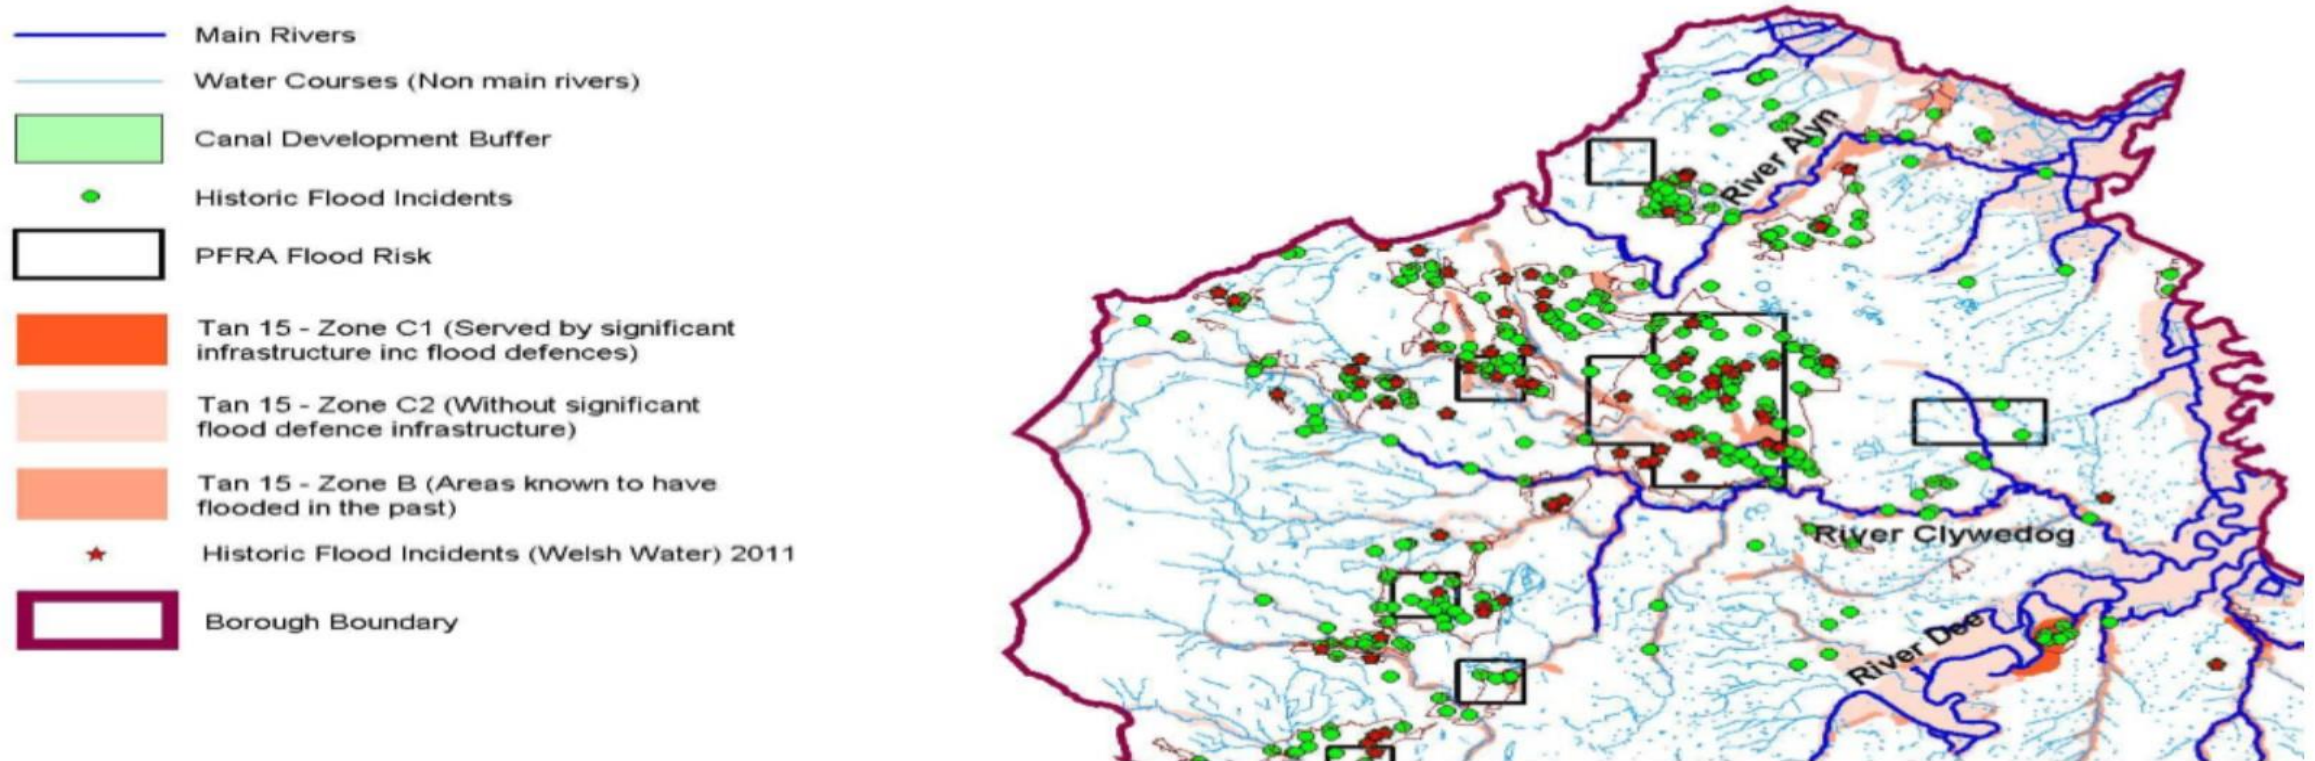 Main Rivers
Water Courses (Non main rivers)
Canal Development Buffer
Historic Flood Incidents
PFRA Flood Risk
Tan 15 - Zone C1 (Served by significant
infrastructure inc flood defences)
Tan 15 - Zone C2 (Without significant
flood defence infrastructure)
Tan 15 - Zone B (Areas known to have
flooded in the past)
Historic Flood Incidents (Welsh Water) 2011
Borough Boundary
River Alyn
River Clywedog
River Dee